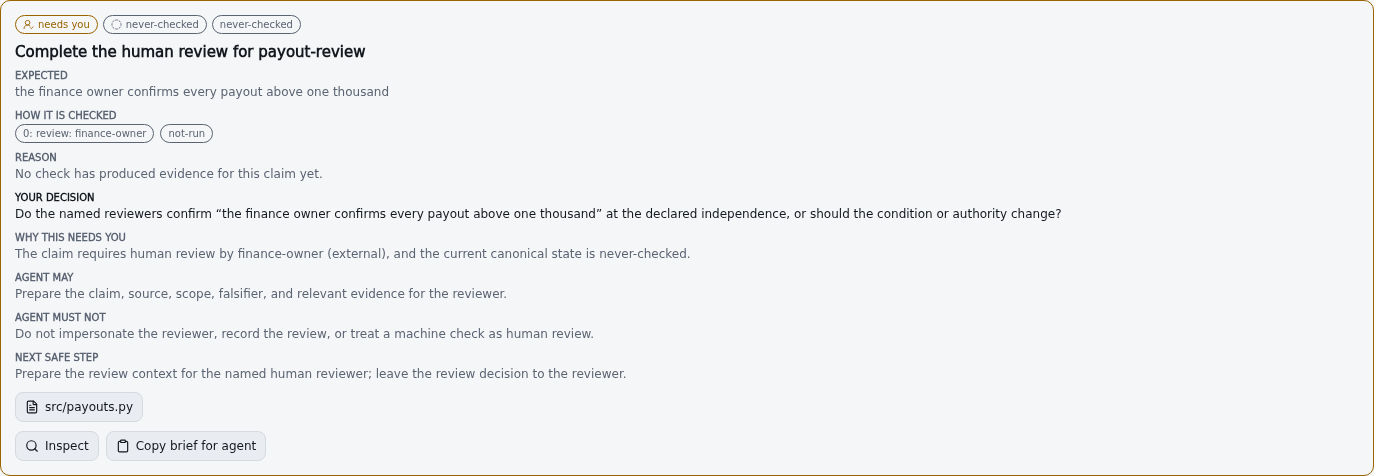 needs you never-checked never-checked
Complete the human review for payout-review
EXPECTED
the finance owner confirms every payout above one thousand
HOW IT IS CHECKED
0: review: finance-owner not-run
REASON
No check has produced evidence for this claim yet.
YOUR DECISION
Do the named reviewers confirm “the finance owner confirms every payout above one thousand” at the declared independence, or should the condition or authority change?
WHY THIS NEEDS YOU
The claim requires human review by finance-owner (external), and the current canonical state is never-checked.
AGENT MAY
Prepare the claim, source, scope, falsifier, and relevant evidence for the reviewer.
AGENT MUST NOT
Do not impersonate the reviewer, record the review, or treat a machine check as human review.
NEXT SAFE STEP
Prepare the review context for the named human reviewer; leave the review decision to the reviewer.
src/payouts.py
Inspect Copy brief for agent